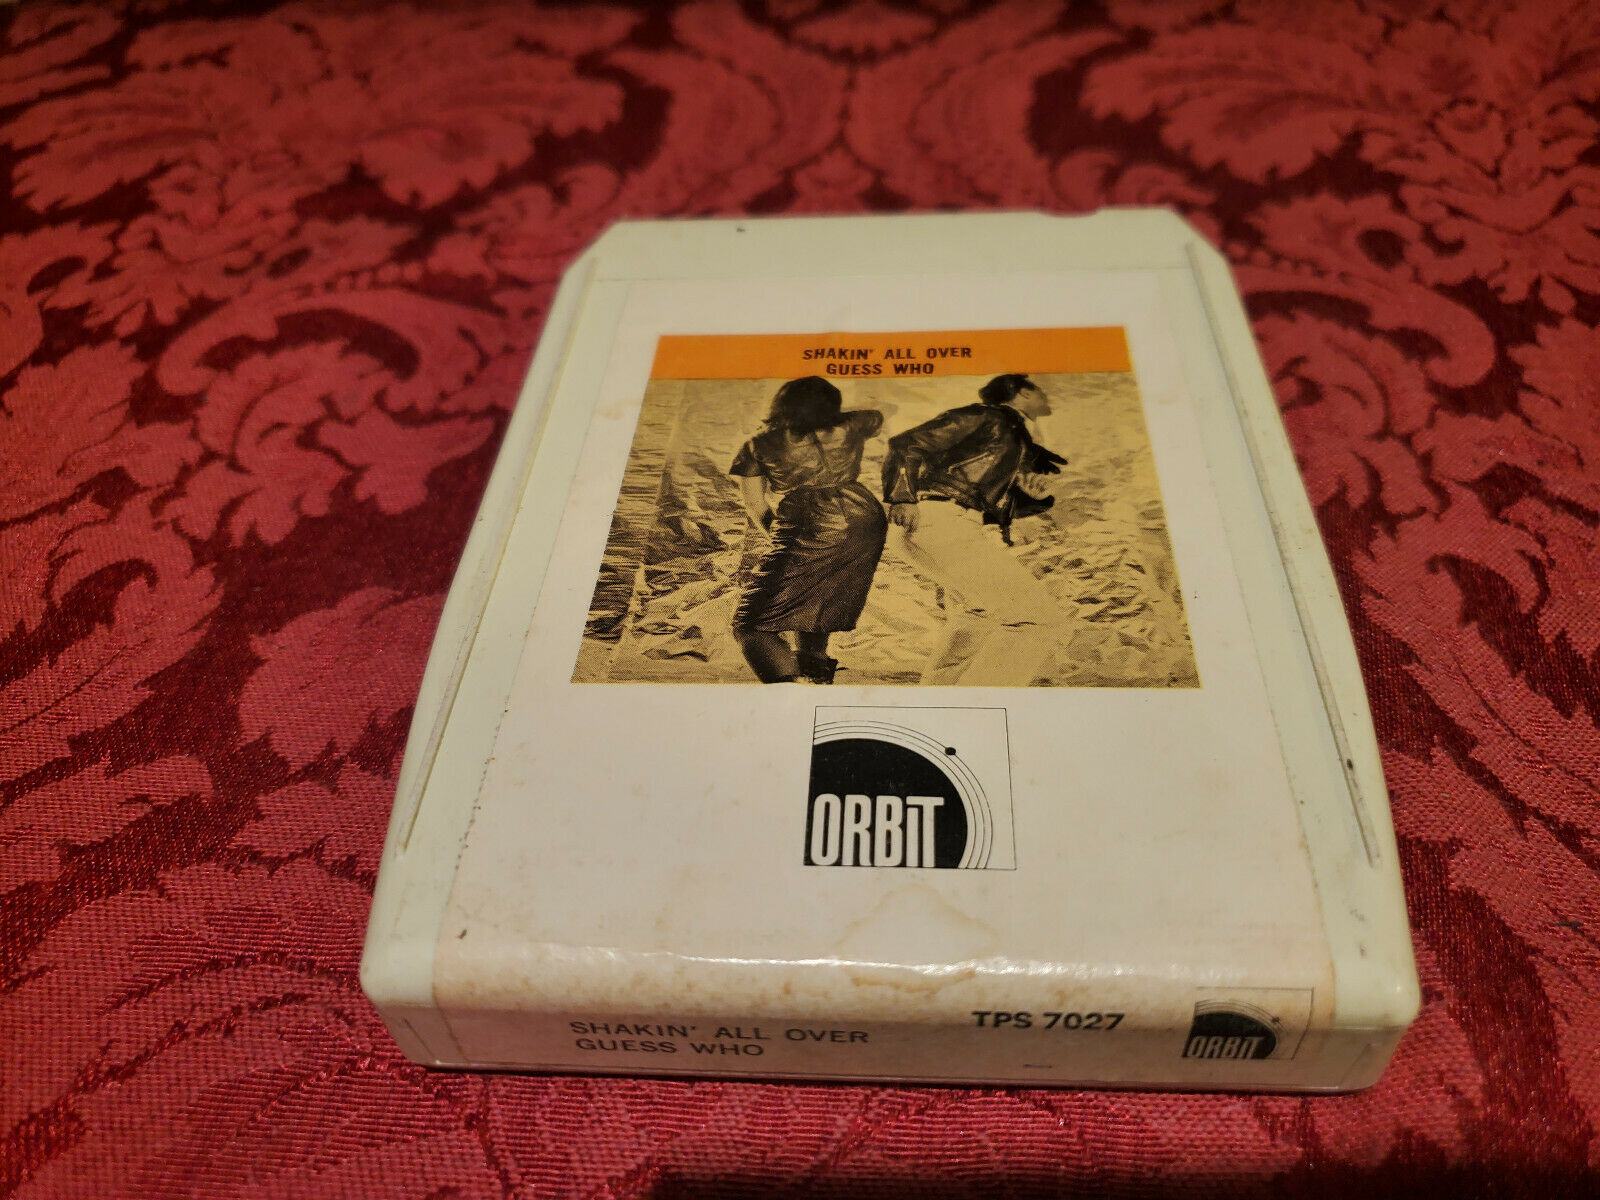 SHAKIN' ALL OVER
GUESS WHO
ORBIT
SHAKIN' ALL OVER
GUESS WHO
TPS 7027
ORBIT